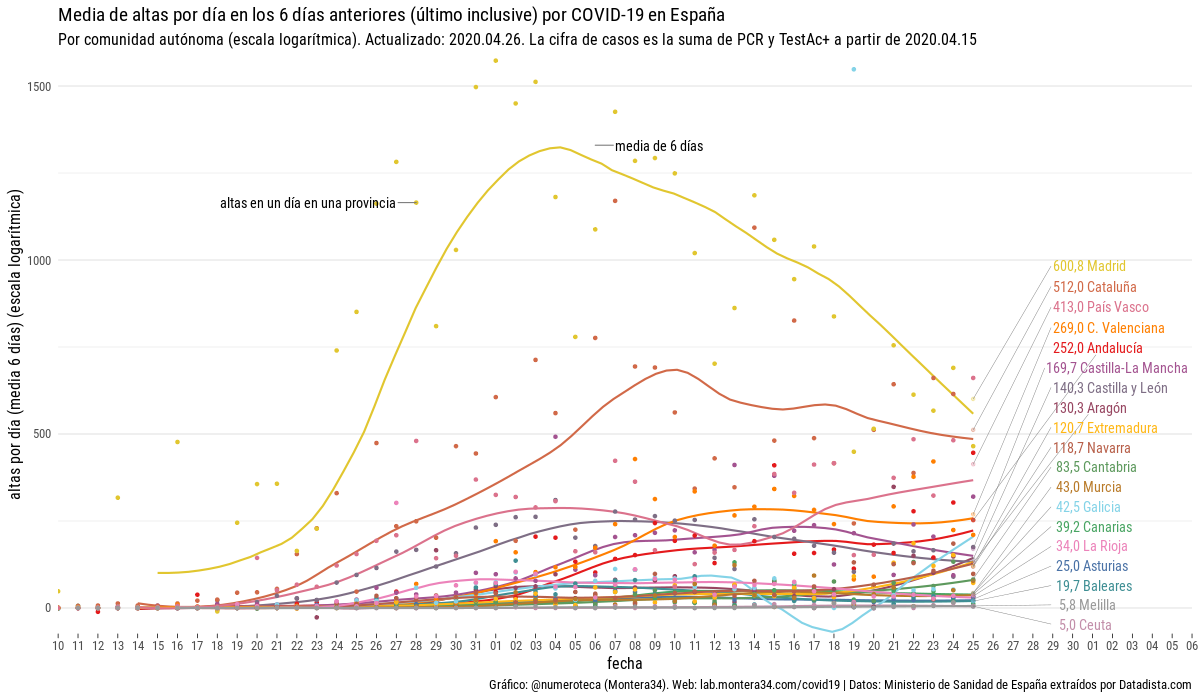 Media de altas por día en los 6 días anteriores (último inclusive) por COVID-19 en España
Por comunidad autónoma (escala logarítmica). Actualizado: 2020.04.26. La cifra de casos es la suma de PCR y TestAc+ a partir de 2020.04.15
1500
media de 6 días
altas en un día en una provincia
1000
500
0
altas por día (media 6 días) (escala logarítmica)
600,8 Madrid
512,0 Cataluña
413,0 País Vasco
269,0 C. Valenciana
252,0 Andalucía
169,7 Castilla-La Mancha
140,3 Castilla y León
130,3 Aragón
120,7 Extremadura
118,7 Navarra
83,5 Cantabria
43,0 Murcia
42,5 Galicia
39,2 Canarias
34,0 La Rioja
25,0 Asturias
19,7 Baleares
5,8 Melilla
5,0 Ceuta
10 11 12 13 14 15 16 17 18 19 20 21 22 23 24 25 26 27 28 29 30 31 01 02 03 04 05 06 07 08 09 10 11 12 13 14 15 16 17 18 19 20 21 22 23 24 25 26 27 28 29 30 01 02 03 04 05 06
fecha
Gráfico: @numeroteca (Montera34). Web: lab.montera34.com/covid19 | Datos: Ministerio de Sanidad de España extraídos por Datadista.com